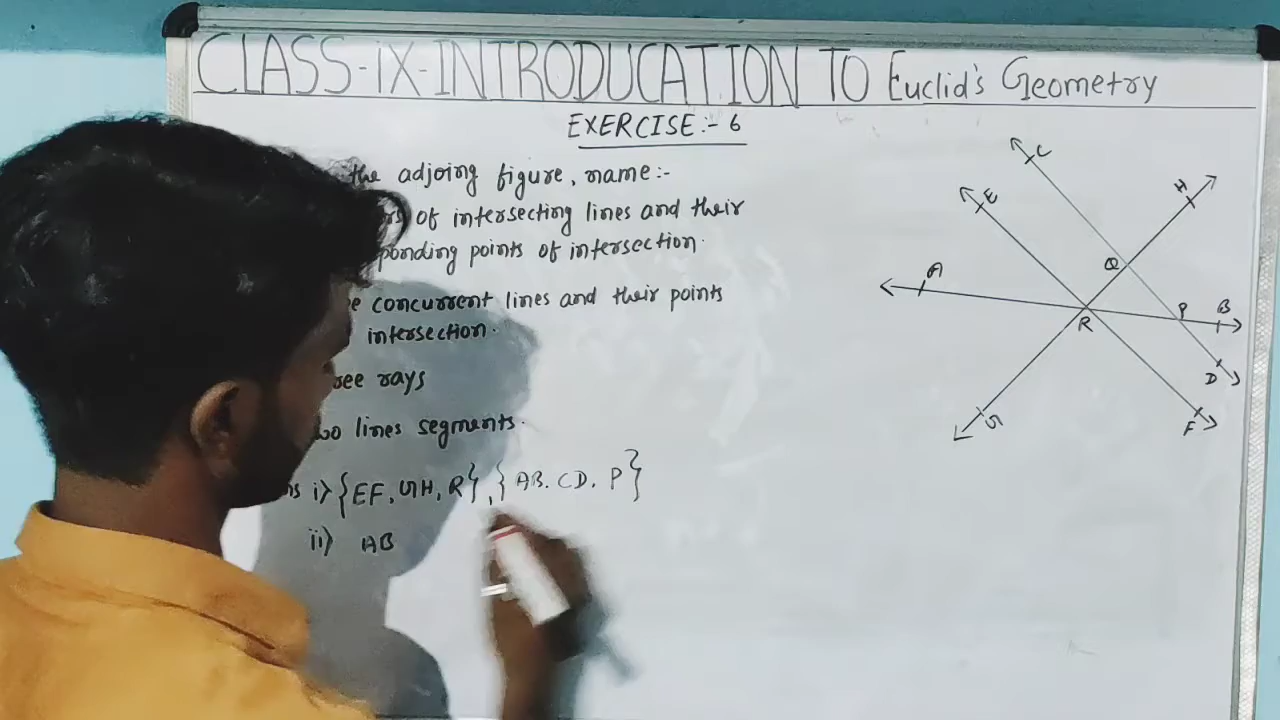 CLASS-iX-INTRODUCATION TO Euclid's Geometry
EXERCISE:- 6
the adjoing figure, name:-
of intersecting lines and their
ponding points of intersection.
concurrent lines and their points
intersection.
rays
lines segments.
i) {EF, GH, R}, {AB. CD. P}
ii) AB
C
H
E
Q
A
P
B
R
D
G
F